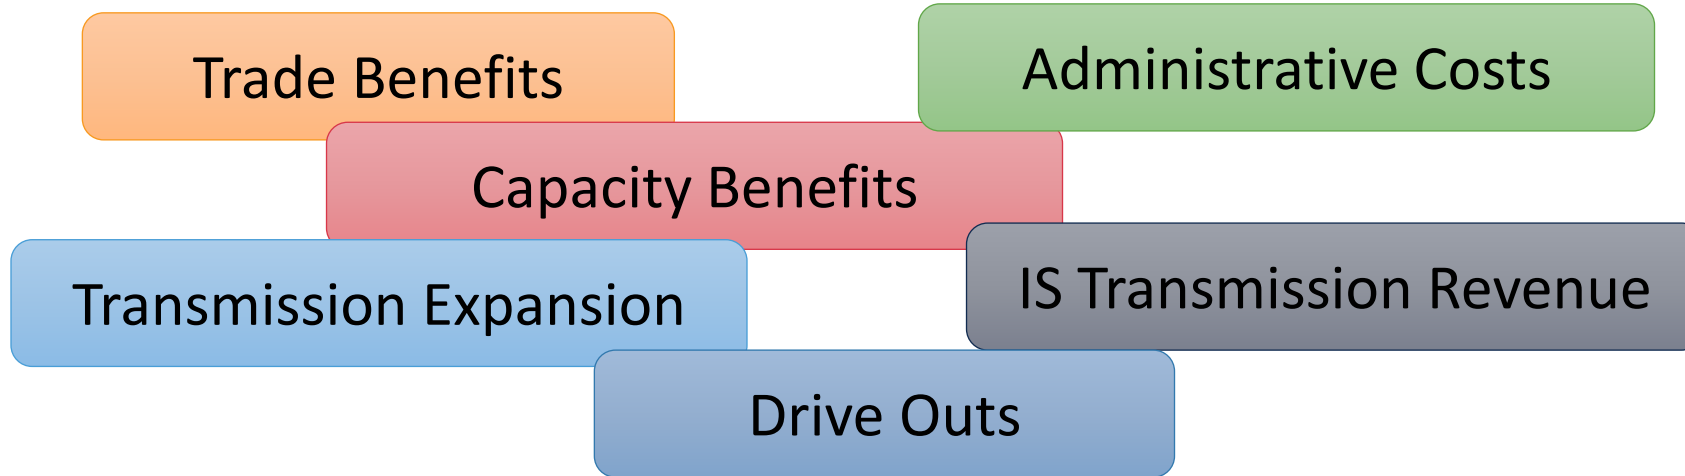 Trade Benefits
Administrative Costs
Capacity Benefits
Transmission Expansion
IS Transmission Revenue
Drive Outs